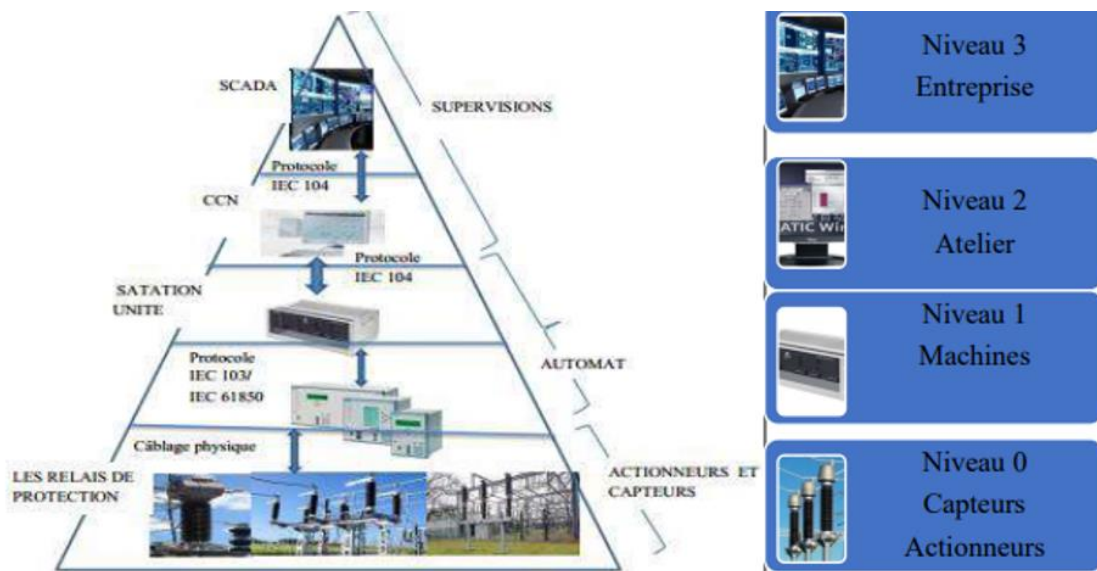 SCADA
SUPERVISIONS
Protocole
IEC 104
CCN
Protocole
IEC 104
SATATION
UNITE
AUTOMAT
Protocole
IEC 103/
IEC 61850
Câblage physique
LES RELAIS DE
PROTECTION
ACTIONNEURS ET
CAPTEURS
Niveau 3
Entreprise
ATIC Wi
Niveau 2
Atelier
Niveau 1
Machines
Niveau 0
Capteurs
Actionneurs